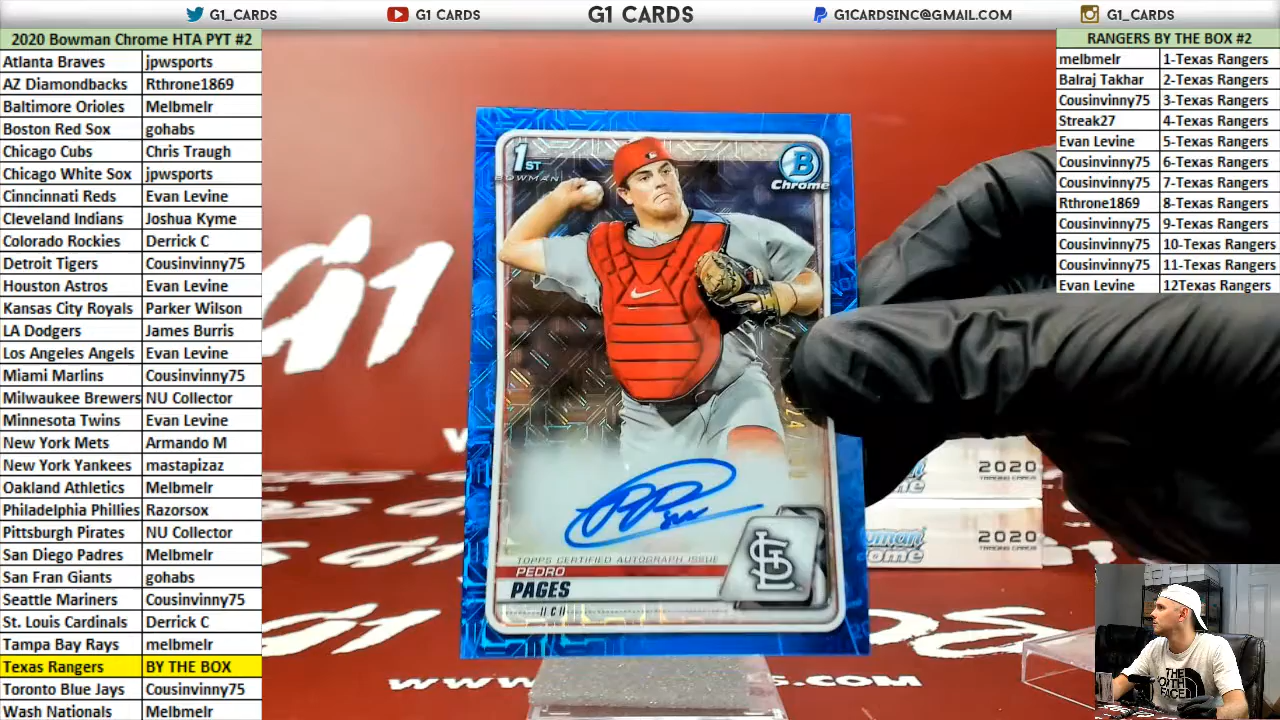 G1_CARDS
G1 CARDS
G1 CARDS
G1CARDSINC@GMAIL.COM
G1_CARDS
2020 Bowman Chrome HTA PYT #2
Atlanta Braves jpwsports
AZ Diamondbacks Rthrone1869
Baltimore Orioles Melbmelr
Boston Red Sox gohabs
Chicago Cubs Chris Traugh
Chicago White Sox jpwsports
Cinncinnati Reds Evan Levine
Cleveland Indians Joshua Kyme
Colorado Rockies Derrick C
Detroit Tigers Cousinvinny75
Houston Astros Evan Levine
Kansas City Royals Parker Wilson
LA Dodgers James Burris
Los Angeles Angels Evan Levine
Miami Marlins Cousinvinny75
Milwaukee Brewers NU Collector
Minnesota Twins Evan Levine
New York Mets Armando M
New York Yankees mastapizaz
Oakland Athletics Melbmelr
Philadelphia Phillies Razorsox
Pittsburgh Pirates NU Collector
San Diego Padres Melbmelr
San Fran Giants gohabs
Seattle Mariners Cousinvinny75
St. Louis Cardinals Derrick C
Tampa Bay Rays melbmelr
Texas Rangers BY THE BOX
Toronto Blue Jays Cousinvinny75
Wash Nationals Melbmelr
RANGERS BY THE BOX #2
melbmelr 1-Texas Rangers
Balraj Takhar 2-Texas Rangers
Cousinvinny75 3-Texas Rangers
Streak27 4-Texas Rangers
Evan Levine 5-Texas Rangers
Cousinvinny75 6-Texas Rangers
Cousinvinny75 7-Texas Rangers
Rthrone1869 8-Texas Rangers
Cousinvinny75 9-Texas Rangers
Cousinvinny75 10-Texas Rangers
Cousinvinny75 11-Texas Rangers
Evan Levine 12Texas Rangers
1ST
BOWMAN
B
Chrome
TOPPS CERTIFIED AUTOGRAPH ISSUE
PEDRO
PAGES
C
STL
G1
2020
TRADING CARDS
2020
TRADING CARDS
THE
NORTH
FACE